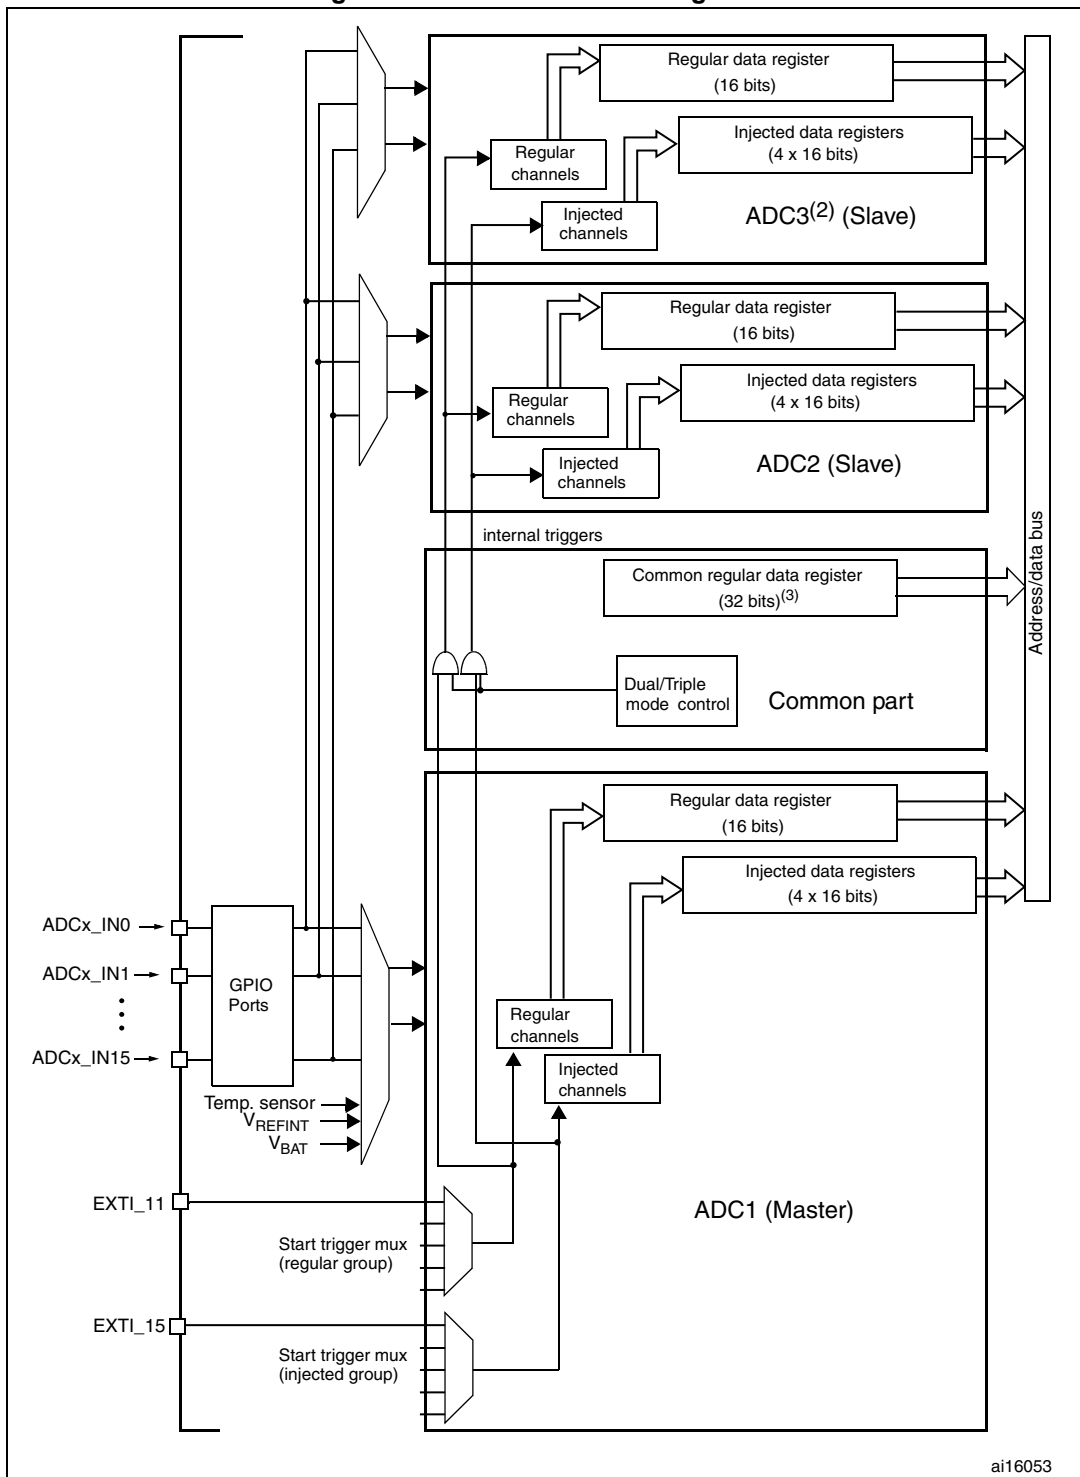 Regular data register
(16 bits)
Injected data registers
(4 x 16 bits)
Regular
channels
Injected
channels
ADC3(2) (Slave)
Regular data register
(16 bits)
Injected data registers
(4 x 16 bits)
Regular
channels
Injected
channels
ADC2 (Slave)
internal triggers
Common regular data register
(32 bits)(3)
Dual/Triple
mode control
Common part
Address/data bus
Regular data register
(16 bits)
Injected data registers
(4 x 16 bits)
ADCx_IN0
ADCx_IN1
ADCx_IN15
GPIO
Ports
Regular
channels
Injected
channels
Temp. sensor
VREFINT
VBAT
EXTI_11
Start trigger mux
(regular group)
ADC1 (Master)
EXTI_15
Start trigger mux
(injected group)
ai16053